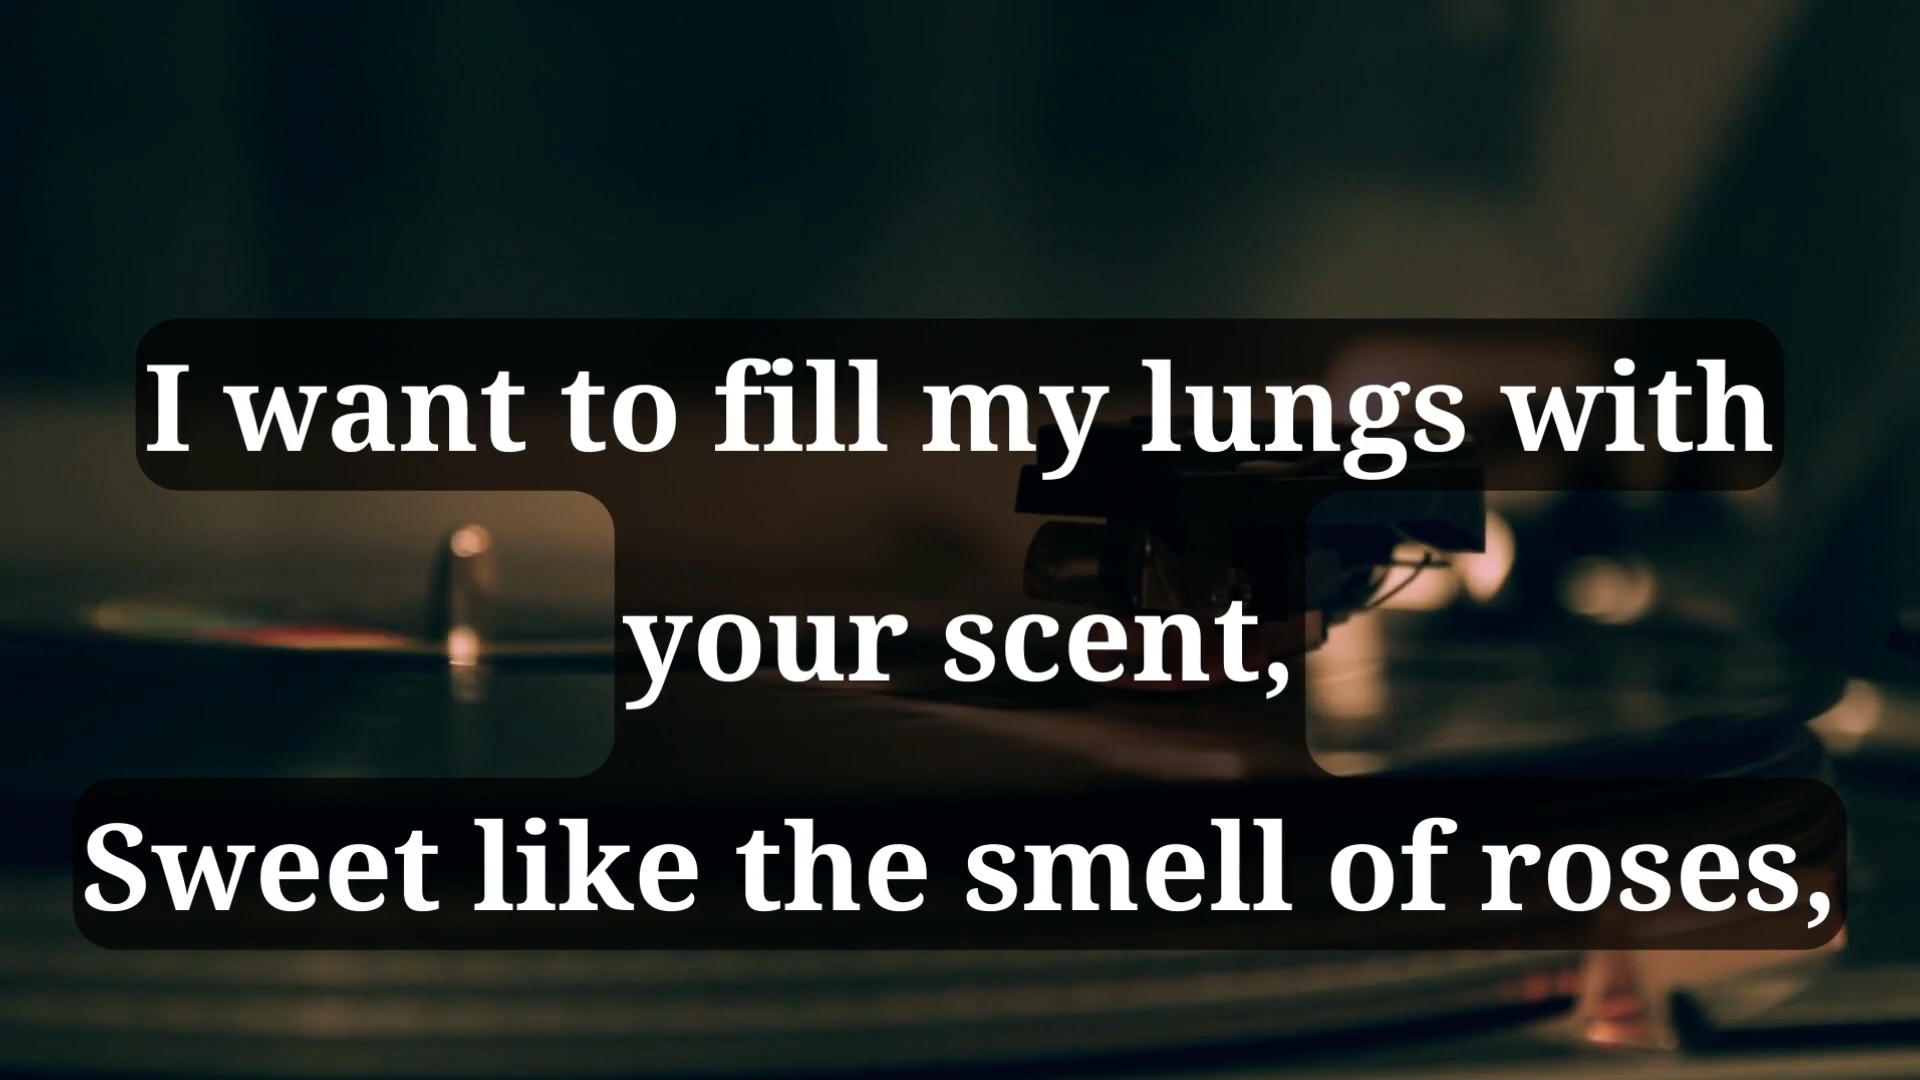 I want to fill my lungs with
your scent,
Sweet like the smell of roses,